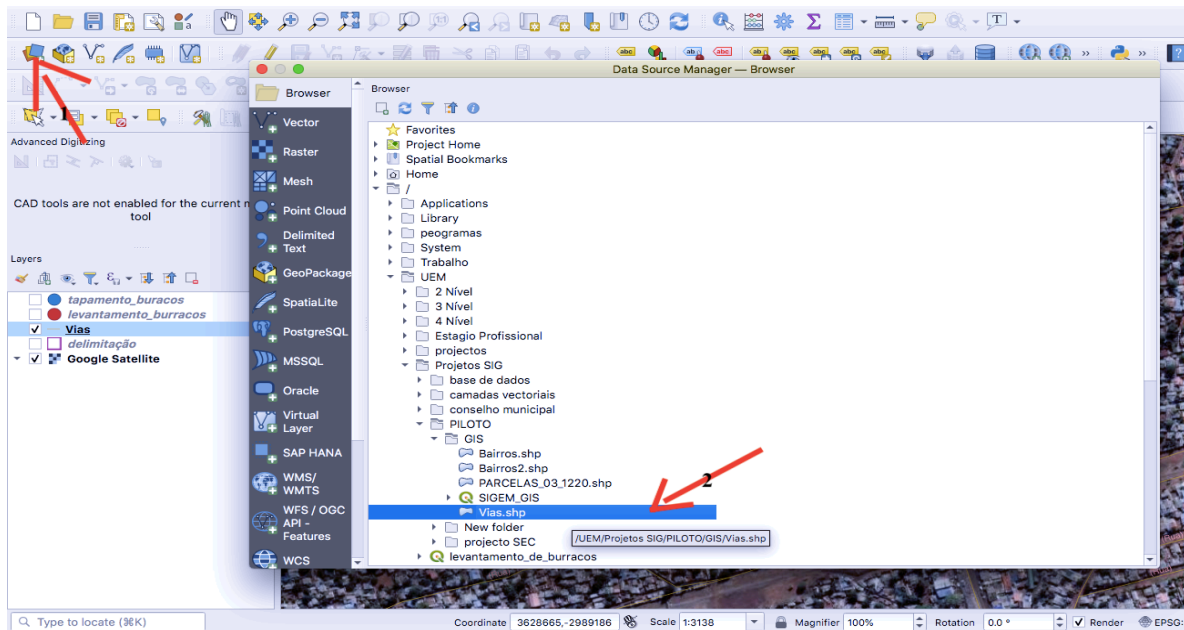 Data Source Manager — Browser
1
Advanced Digitizing
CAD tools are not enabled for the current m
tool
Layers
tapamento_buracos
levantamento_burracos
Vias
delimitação
Google Satellite
Browser
Vector
Raster
Mesh
Point Cloud
Delimited
Text
GeoPackage
SpatiaLite
PostgreSQL
MSSQL
Oracle
Virtual
Layer
SAP HANA
WMS/
WMTS
WFS / OGC
API -
Features
WCS
Browser
Favorites
Project Home
Spatial Bookmarks
Home
/
Applications
Library
peogramas
System
Trabalho
UEM
2 Nível
3 Nível
4 Nível
Estagio Profissional
projectos
Projetos SIG
base de dados
camadas vectoriais
conselho municipal
PILOTO
GIS
Bairros.shp
Bairros2.shp
PARCELAS_03_1220.shp
2
SIGEM_GIS
Vias.shp
New folder
/UEM/Projetos SIG/PILOTO/GIS/Vias.shp
projecto SEC
levantamento_de_burracos
Type to locate (⌘K)
Coordinate 3628665,-2989186 Scale 1:3138 Magnifier 100% Rotation 0.0 ° Render EPSG: